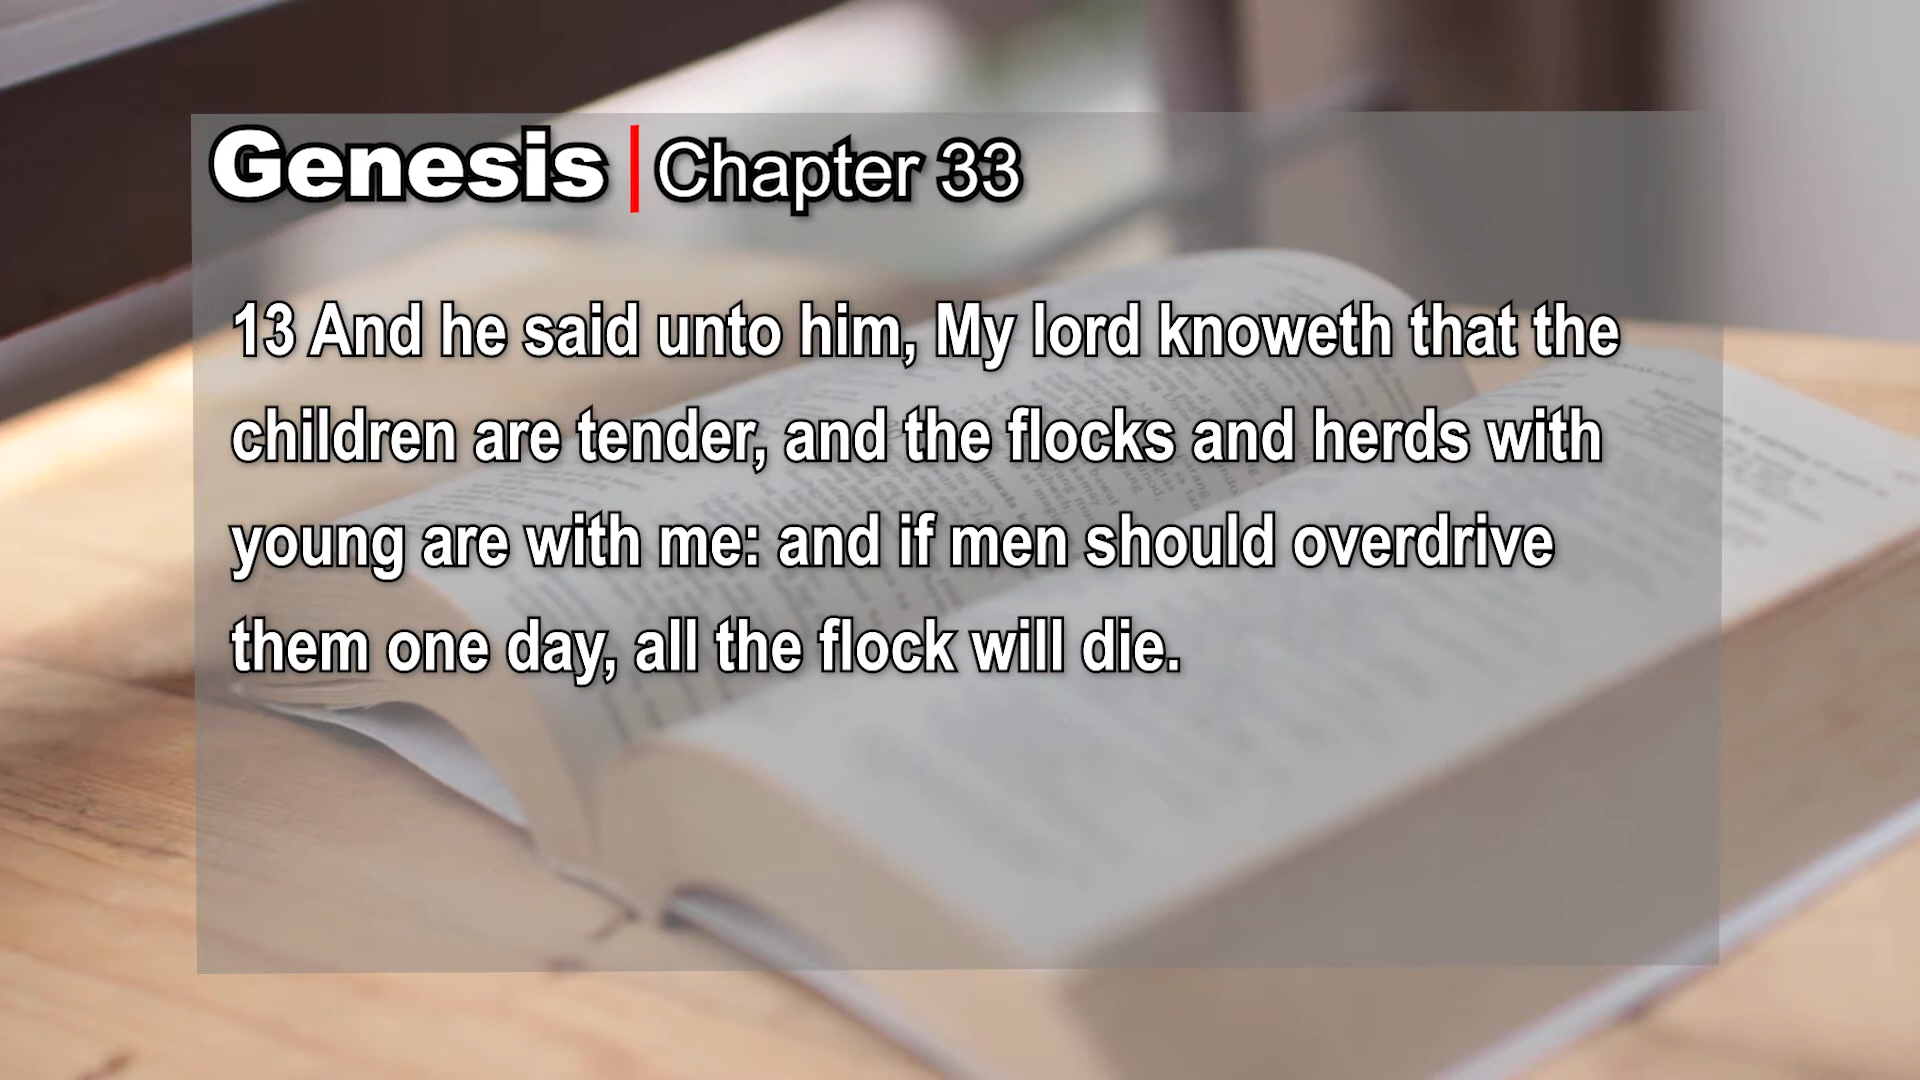 Genesis | Chapter 33
13 And he said unto him, My lord knoweth that the
children are tender, and the flocks and herds with
young are with me: and if men should overdrive
them one day, all the flock will die.